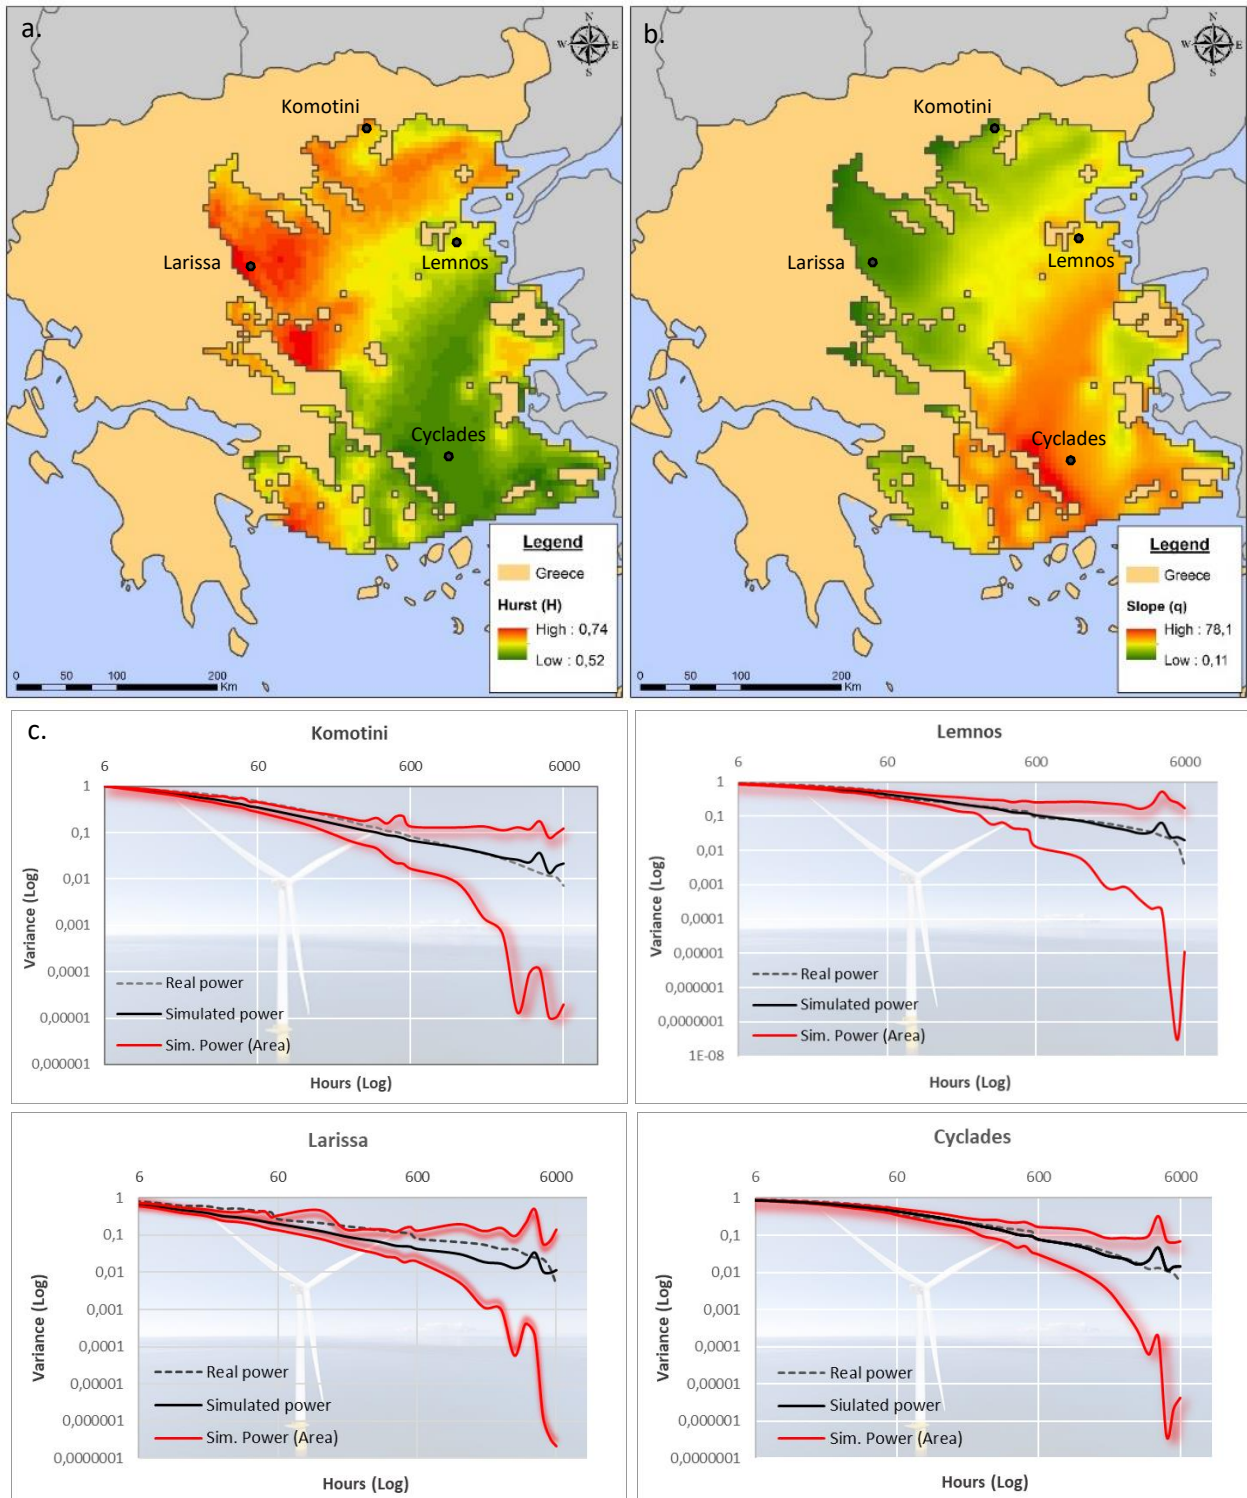 a.
N
W E
S
Komotini
Larissa
Lemnos
Cyclades
Legend
Greece
Hurst (H)
High : 0,74
Low : 0,52
0 50 100 200
Km
b.
N
W E
S
Komotini
Larissa
Lemnos
Cyclades
Legend
Greece
Slope (q)
High : 78,1
Low : 0,11
0 50 100 200
Km
c.
Komotini
6 60 600 6000
1
0,1
0,01
0,001
0,0001
0,00001
0,000001
Variance (Log)
Real power
Simulated power
Sim. Power (Area)
Hours (Log)
Lemnos
6 60 600 6000
1
0,1
0,01
0,001
0,0001
0,00001
0,000001
0,0000001
1E-08
Variance (Log)
Real power
Simulated power
Sim. Power (Area)
Hours (Log)
Larissa
6 60 600 6000
1
0,1
0,01
0,001
0,0001
0,00001
0,000001
0,0000001
Variance (Log)
Real power
Simulated power
Sim. Power (Area)
Hours (Log)
Cyclades
6 60 600 6000
1
0,1
0,01
0,001
0,0001
0,00001
0,000001
0,0000001
Variance (Log)
Real power
Siulated power
Sim. Power (Area)
Hours (Log)